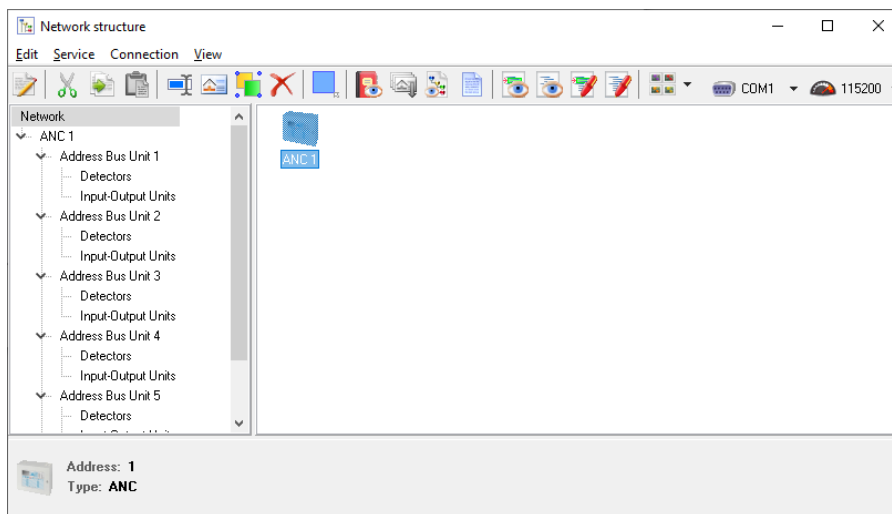 Network structure
Edit Service Connection View
COM1 115200
Network
ANC 1
Address Bus Unit 1
Detectors
Input-Output Units
Address Bus Unit 2
Detectors
Input-Output Units
Address Bus Unit 3
Detectors
Input-Output Units
Address Bus Unit 4
Detectors
Input-Output Units
Address Bus Unit 5
Detectors
ANC 1
Address: 1
Type: ANC